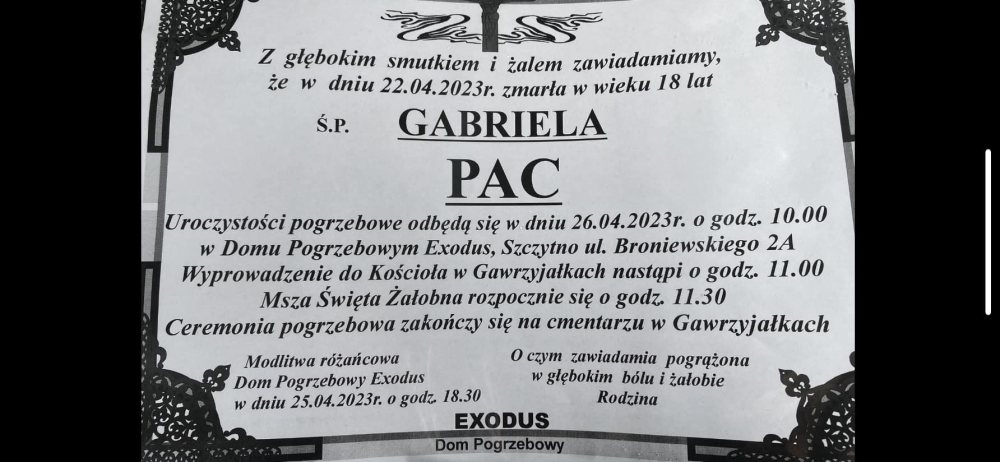 Z głębokim smutkiem i żalem zawiadamiamy,
że w dniu 22.04.2023r. zmarła w wieku 18 lat
Ś.P. GABRIELA
PAC
Uroczystości pogrzebowe odbędą się w dniu 26.04.2023r. o godz. 10.00
w Domu Pogrzebowym Exodus, Szczytno ul. Broniewskiego 2A
Wyprowadzenie do Kościoła w Gawrzyjałkach nastąpi o godz. 11.00
Msza Święta Żałobna rozpocznie się o godz. 11.30
Ceremonia pogrzebowa zakończy się na cmentarzu w Gawrzyjałkach
Modlitwa różańcowa
Dom Pogrzebowy Exodus
w dniu 25.04.2023r. o godz. 18.30
O czym zawiadamia pogrążona
w głębokim bólu i żałobie
Rodzina
EXODUS
Dom Pogrzebowy